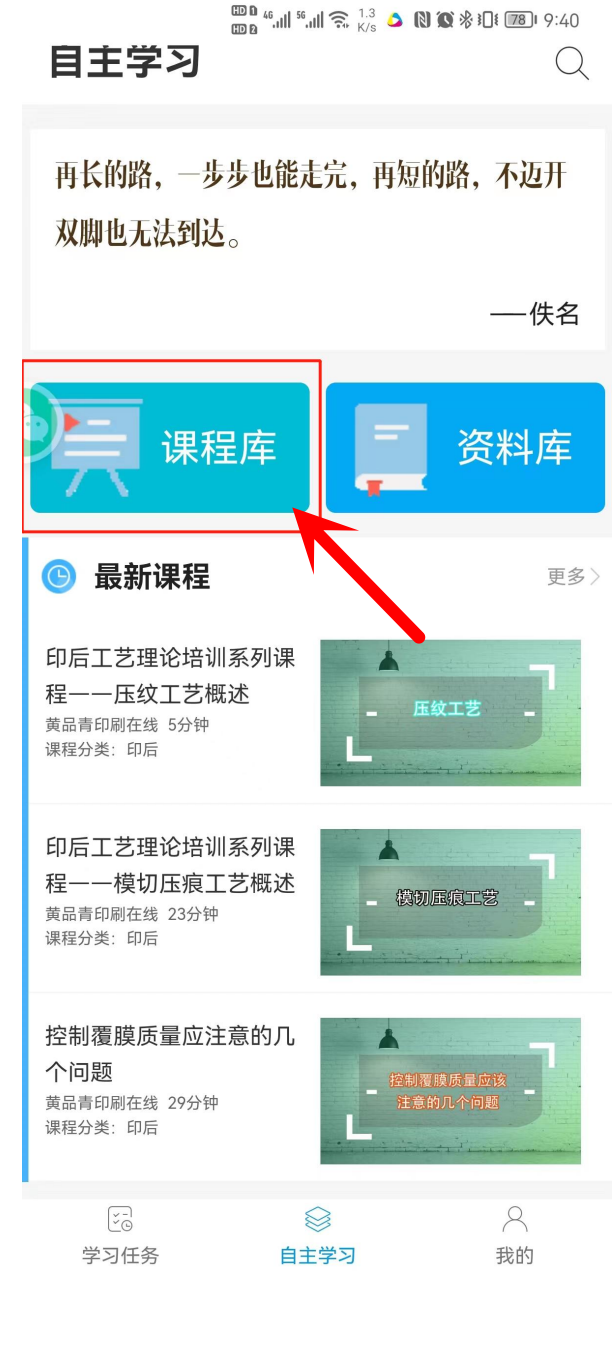 HD 1 4G 5G 1.3 78 9:40
HD 2 K/s
自主学习
再长的路，一步步也能走完，再短的路，不迈开
双脚也无法到达。
——佚名
课程库
资料库
最新课程
更多
印后工艺理论培训系列课
程——压纹工艺概述
黄品青印刷在线 5分钟
课程分类：印后
压纹工艺
印后工艺理论培训系列课
程——模切压痕工艺概述
黄品青印刷在线 23分钟
课程分类：印后
模切压痕工艺
控制覆膜质量应注意的几
个问题
黄品青印刷在线 29分钟
课程分类：印后
控制覆膜质量应该
注意的几个问题
学习任务
自主学习
我的